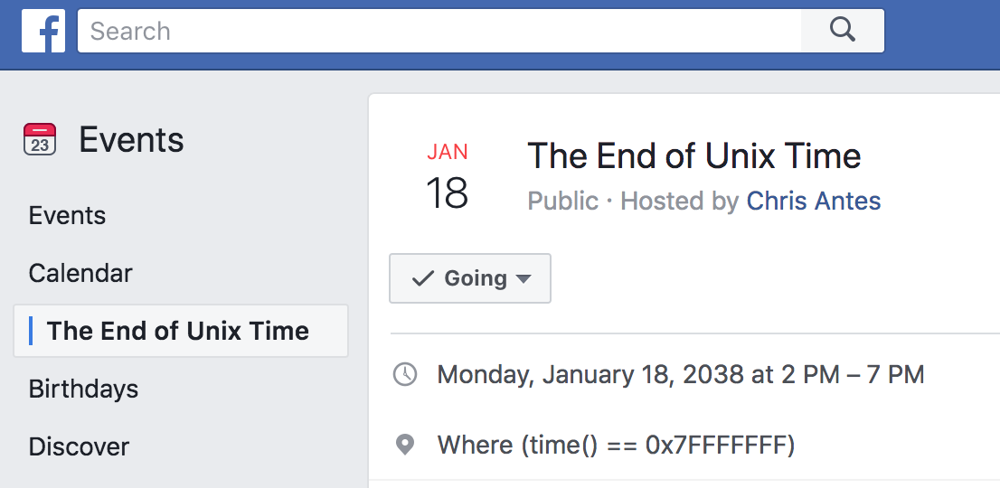 f Search
23 Events
Events
Calendar
The End of Unix Time
Birthdays
Discover
JAN
18
The End of Unix Time
Public · Hosted by Chris Antes
Going
Monday, January 18, 2038 at 2 PM – 7 PM
Where (time() == 0x7FFFFFFF)